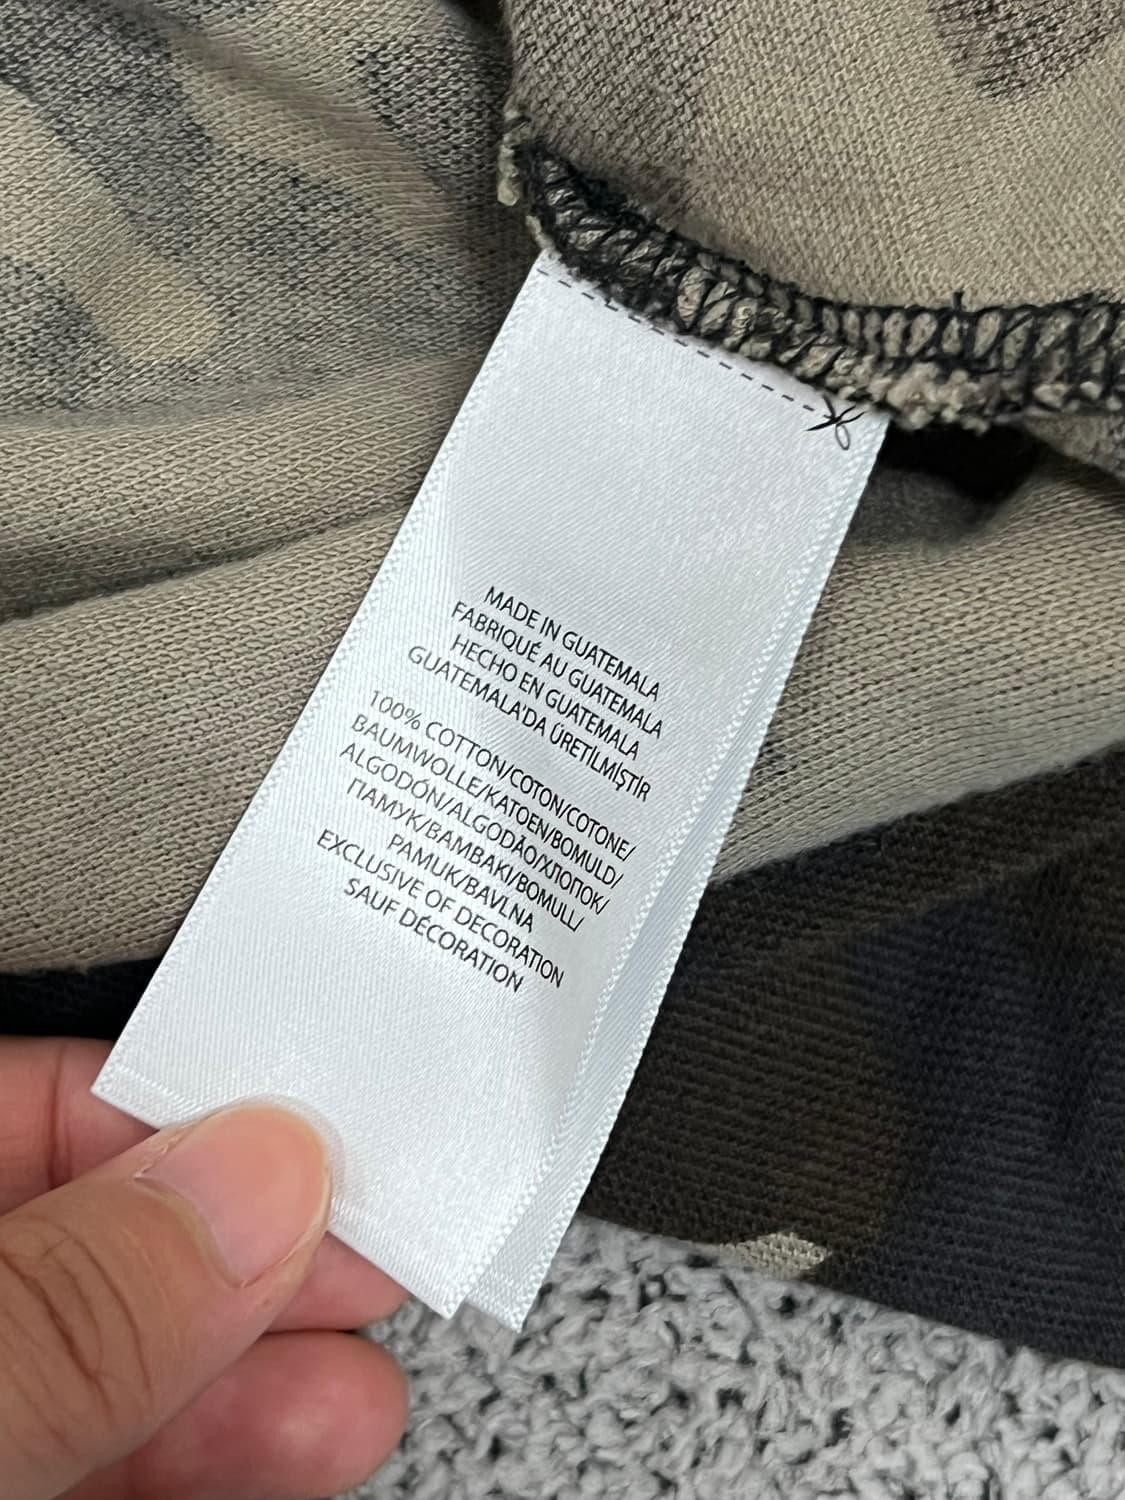 MADE IN GUATEMALA
FABRIQUÉ AU GUATEMALA
HECHO EN GUATEMALA
GUATEMALA'DA ÜRETİLMİŞTİR
100% COTTON/COTON/COTONE/
BAUMWOLLE/KATOEN/BOMULD/
ALGODÓN/ALGODÃO/ХЛОПОК/
ПАМУК/ΒΑΜΒΑΚΙ/BOMULL/
PAMUK/BAVLNA
EXCLUSIVE OF DECORATION
SAUF DÉCORATION